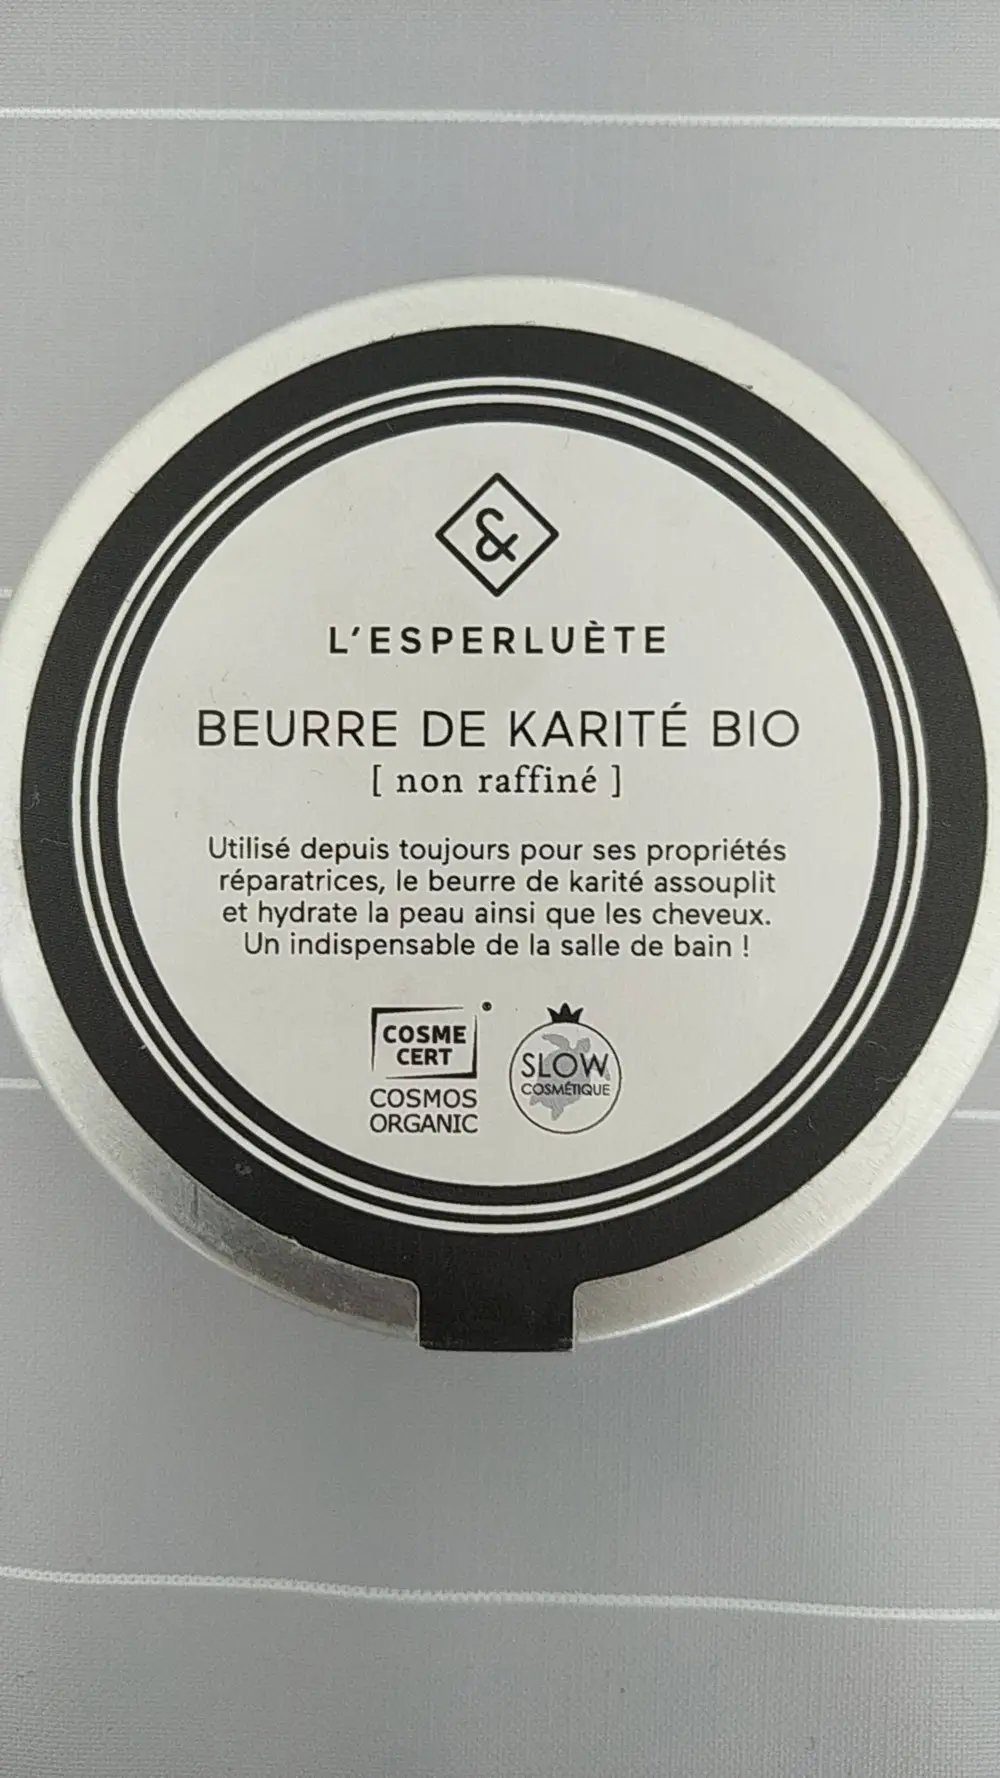 &
L'ESPERLUÈTE
BEURRE DE KARITÉ BIO
[ non raffiné ]
Utilisé depuis toujours pour ses propriétés
réparatrices, le beurre de karité assouplit
et hydrate la peau ainsi que les cheveux.
Un indispensable de la salle de bain !
COSME
CERT
®
COSMOS
ORGANIC
SLOW
COSMÉTIQUE